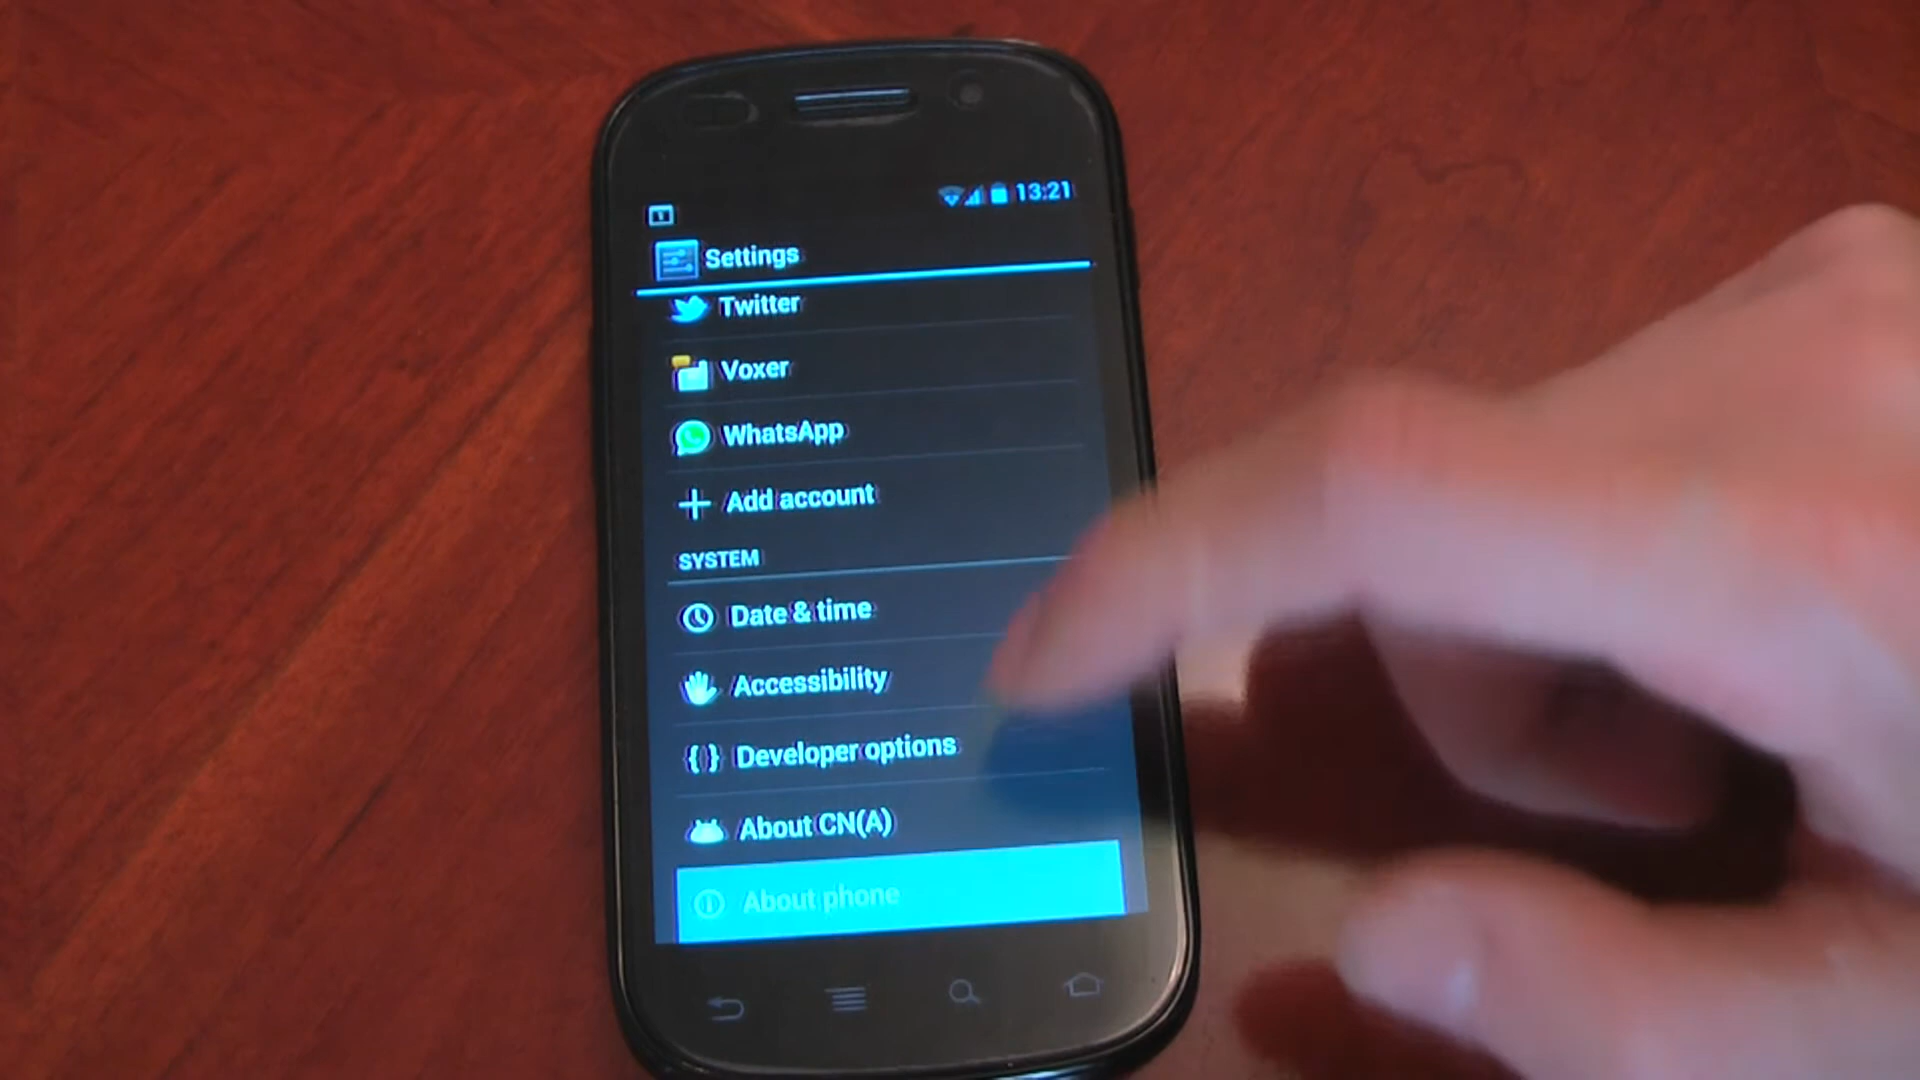 13:21
Settings
Twitter
Voxer
WhatsApp
Add account
SYSTEM
Date & time
Accessibility
Developer options
About CN(A)
About phone